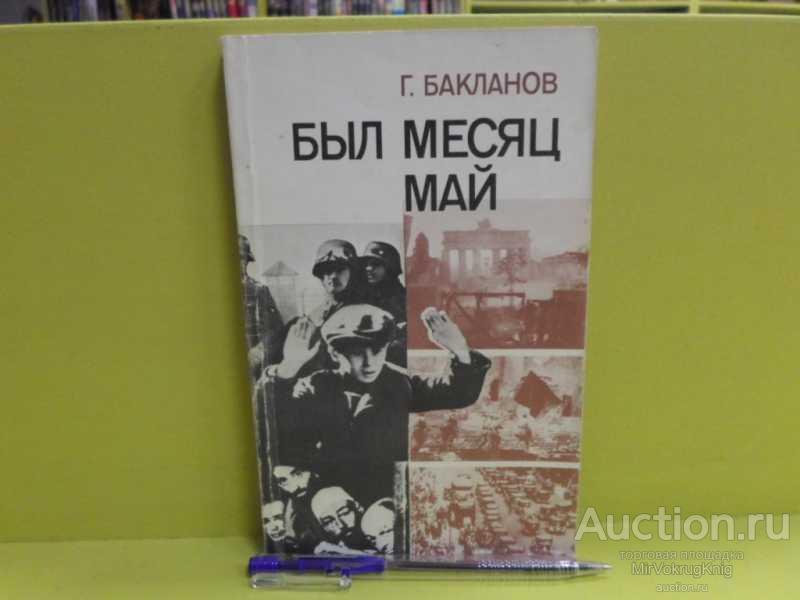 Г. БАКЛАНОВ
БЫЛ МЕСЯЦ
МАЙ
Auction.ru
торговая площадка
MirVokrugKnig
auction.ru